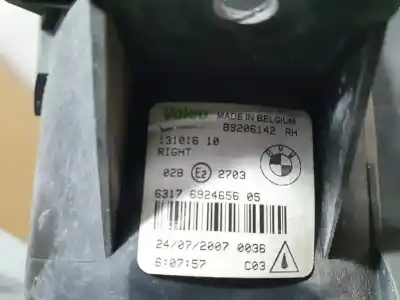 Valeo
MADE IN BELGIUM
89206142 RH
131016 10
RIGHT
BMW
02B E2 2703
6317 6924656 05
24/07/2007 0036
6:07:57 C03